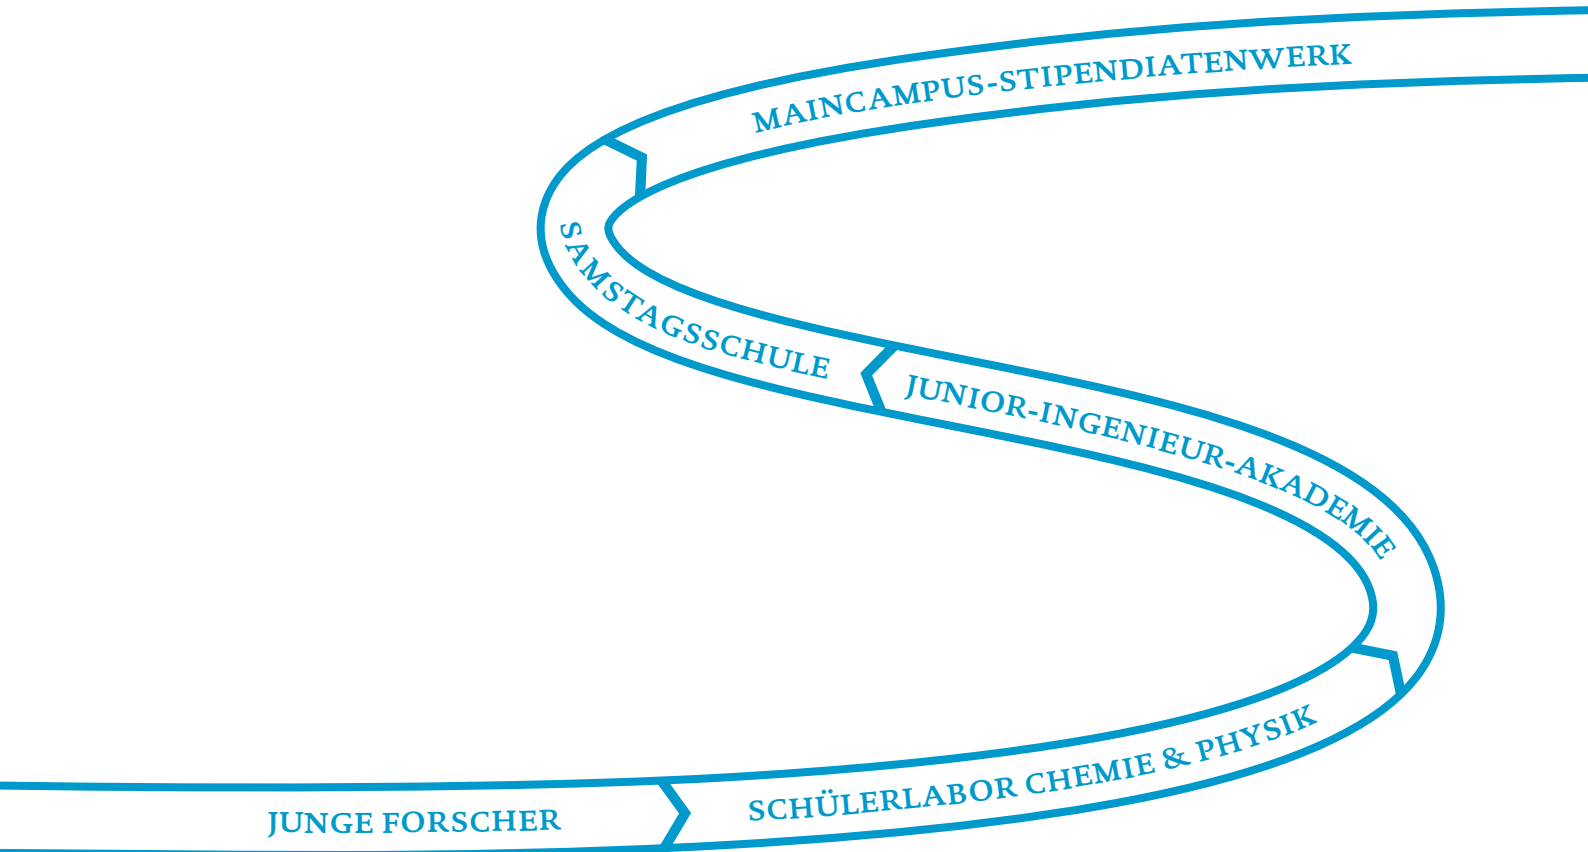 MAINCAMPUS-STIPENDIATENWERK
SAMSTAGSSCHULE
JUNIOR-INGENIEUR-AKADEMIE
SCHÜLERLABOR CHEMIE & PHYSIK
JUNGE FORSCHER